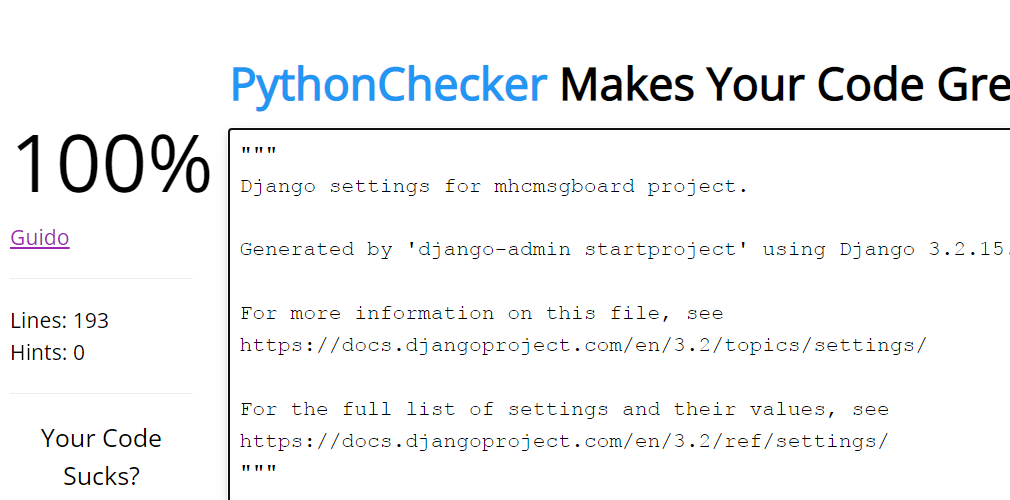 PythonChecker Makes Your Code Gre
100%
Guido
Lines: 193
Hints: 0
Your Code
Sucks?
"""
Django settings for mhcmsgboard project.
Generated by 'django-admin startproject' using Django 3.2.15.
For more information on this file, see
https://docs.djangoproject.com/en/3.2/topics/settings/
For the full list of settings and their values, see
https://docs.djangoproject.com/en/3.2/ref/settings/
"""